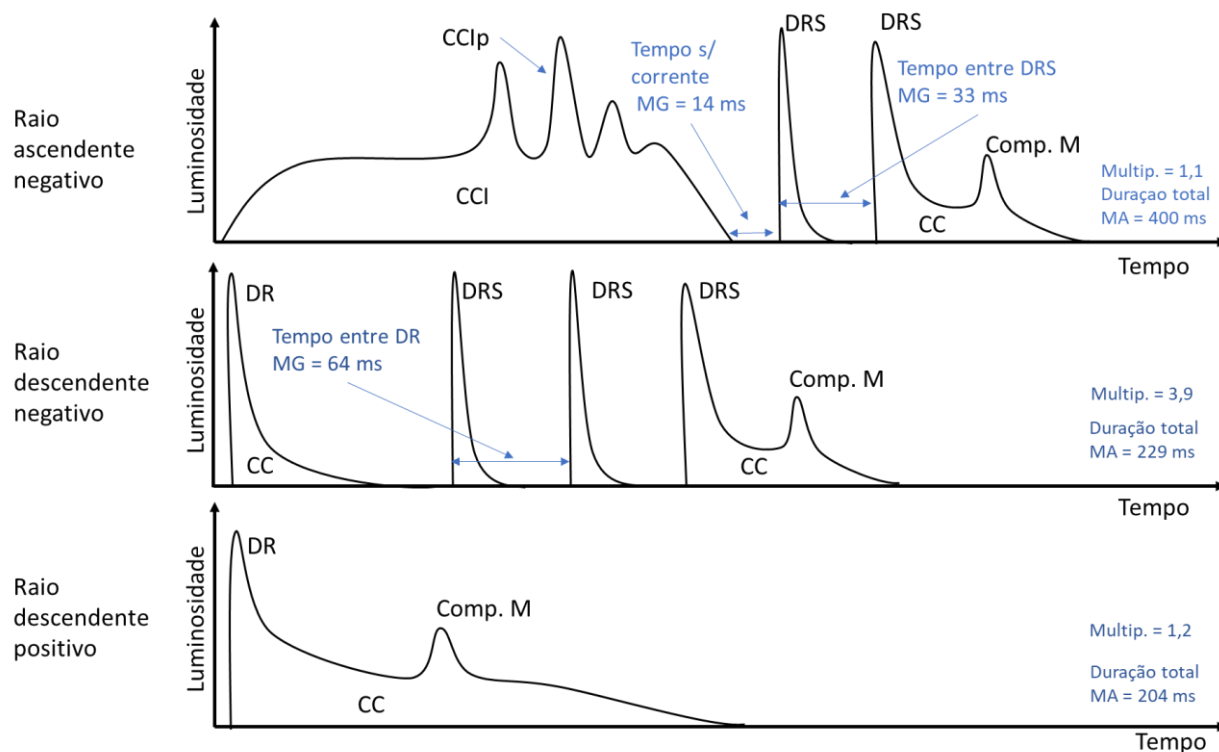 Raio
ascendente
negativo
Luminosidade
CCIp
CCI
Tempo s/
corrente
MG = 14 ms
DRS
DRS
Tempo entre DRS
MG = 33 ms
Comp. M
CC
Multip. = 1,1
Duraçao total
MA = 400 ms
Tempo
Raio
descendente
negativo
Luminosidade
DR
CC
Tempo entre DR
MG = 64 ms
DRS
DRS
DRS
Comp. M
CC
Multip. = 3,9
Duração total
MA = 229 ms
Tempo
Raio
descendente
positivo
Luminosidade
DR
Comp. M
CC
Multip. = 1,2
Duração total
MA = 204 ms
Tempo